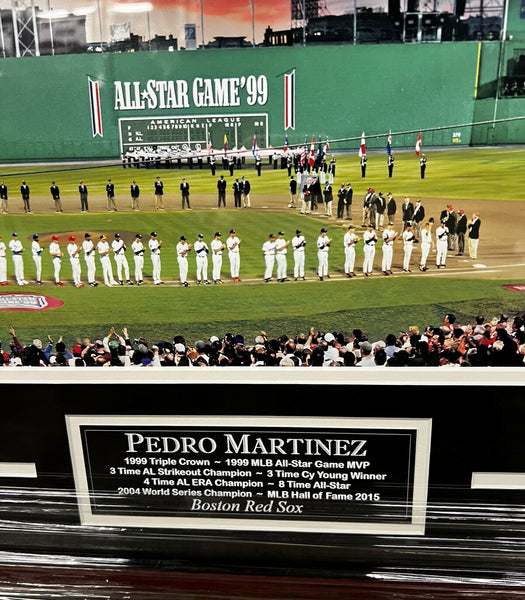 ALL★STAR GAME '99
AMERICAN LEAGUE
PEDRO MARTINEZ
1999 Triple Crown ~ 1999 MLB All-Star Game MVP
3 Time AL Strikeout Champion ~ 3 Time Cy Young Winner
4 Time AL ERA Champion ~ 8 Time All-Star
2004 World Series Champion ~ MLB Hall of Fame 2015
Boston Red Sox